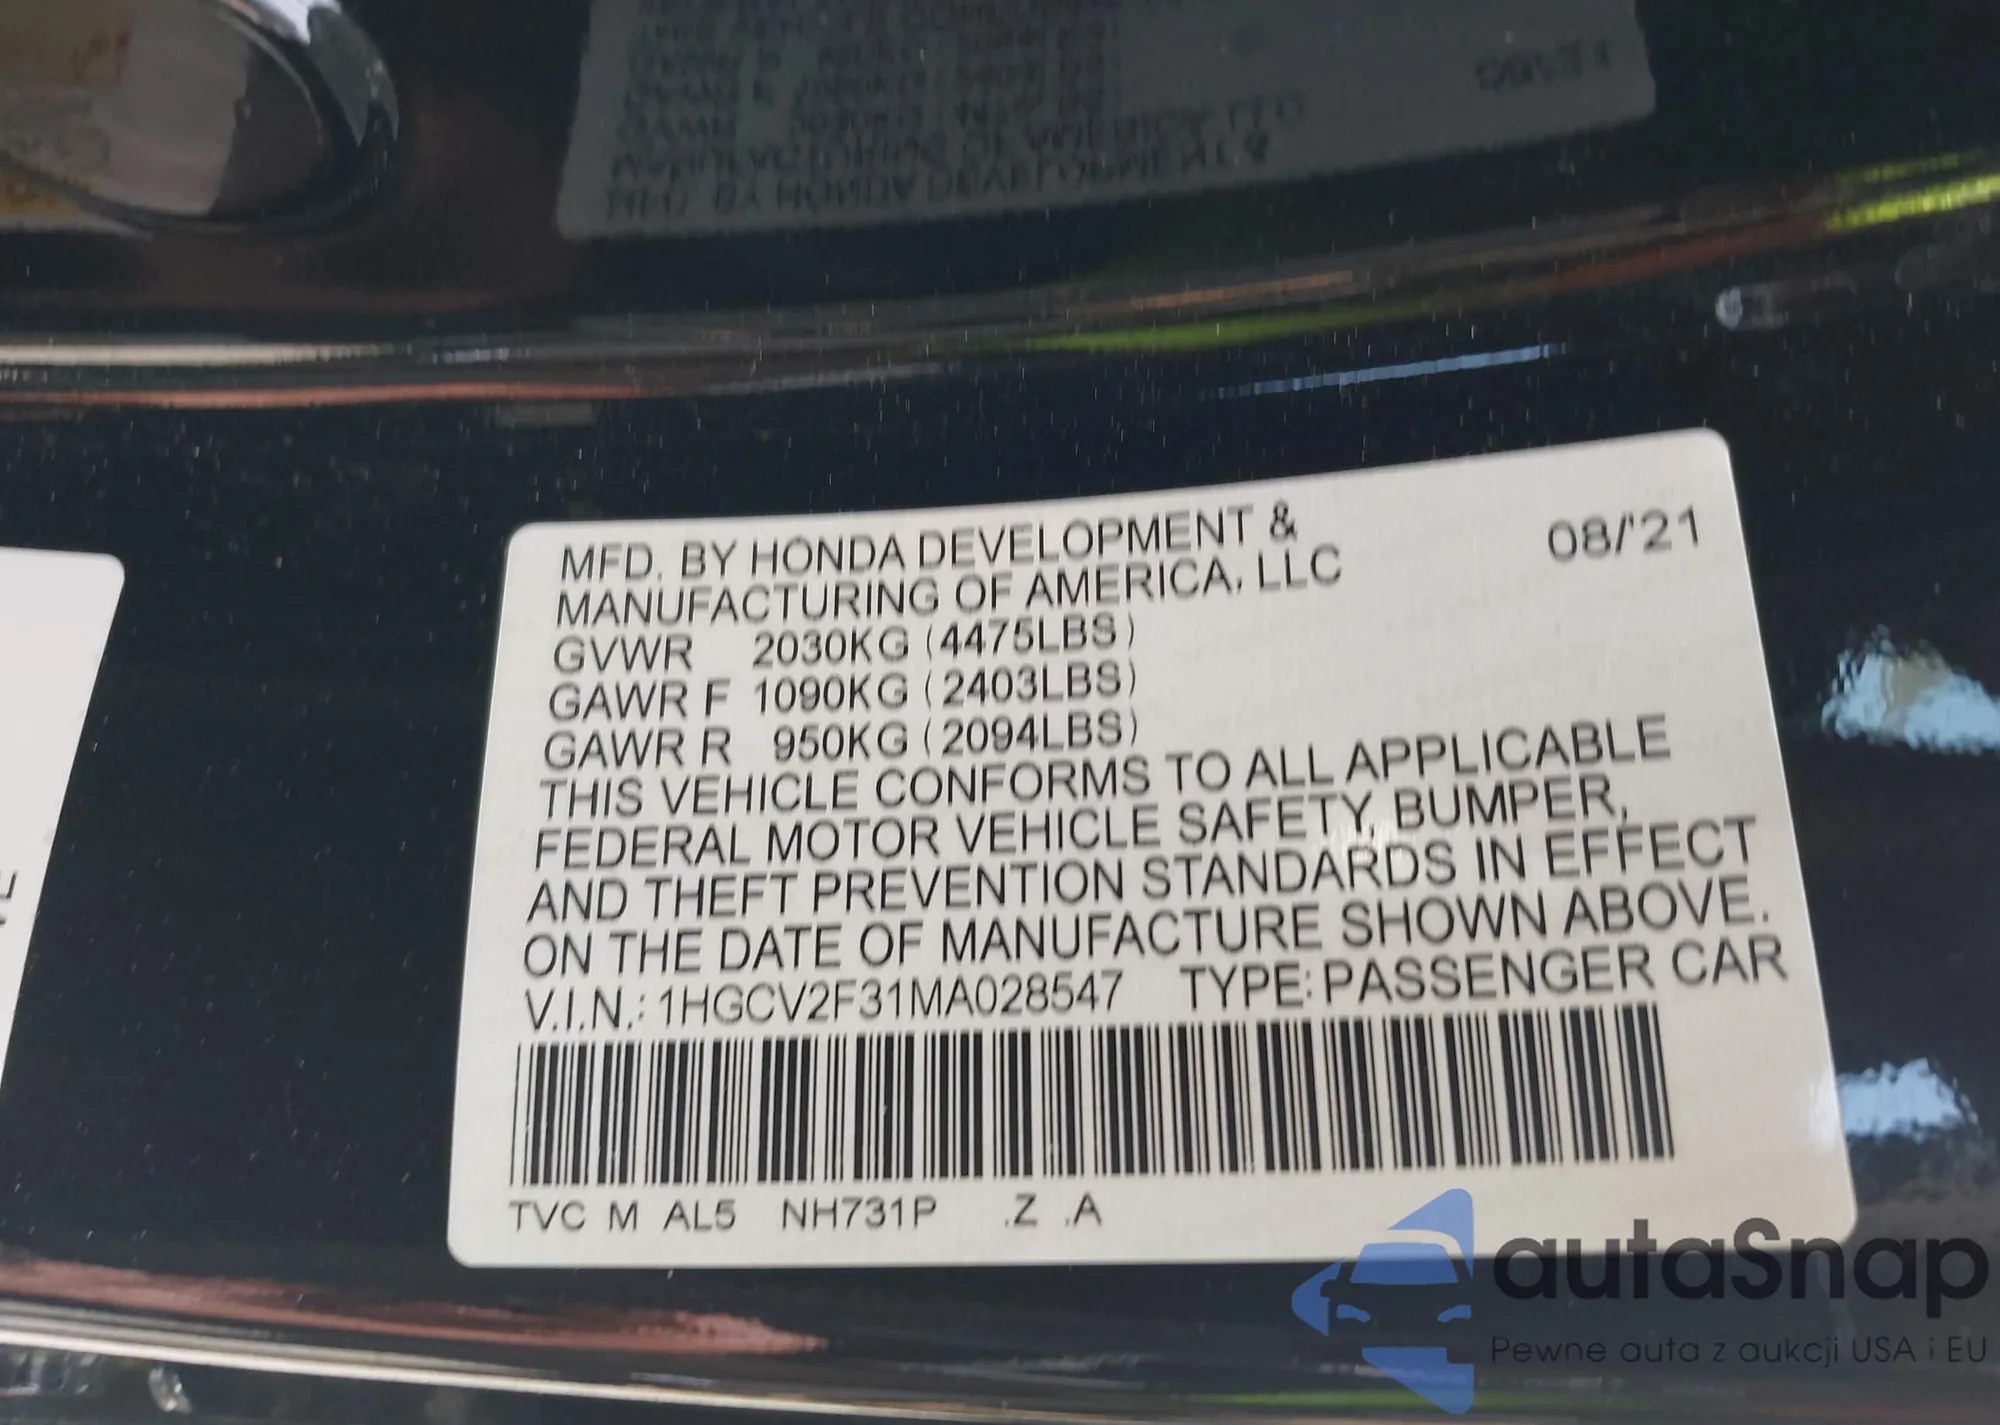 MFD. BY HONDA DEVELOPMENT &
MANUFACTURING OF AMERICA, LLC
08/'21
GVWR 2030KG (4475LBS)
GAWR F 1090KG (2403LBS)
GAWR R 950KG (2094LBS)
THIS VEHICLE CONFORMS TO ALL APPLICABLE
FEDERAL MOTOR VEHICLE SAFETY, BUMPER,
AND THEFT PREVENTION STANDARDS IN EFFECT
ON THE DATE OF MANUFACTURE SHOWN ABOVE.
V.I.N.: 1HGCV2F31MA028547 TYPE: PASSENGER CAR
TVC M AL5 NH731P .Z .A
autaSnap
Pewne auta z aukcji USA i EU